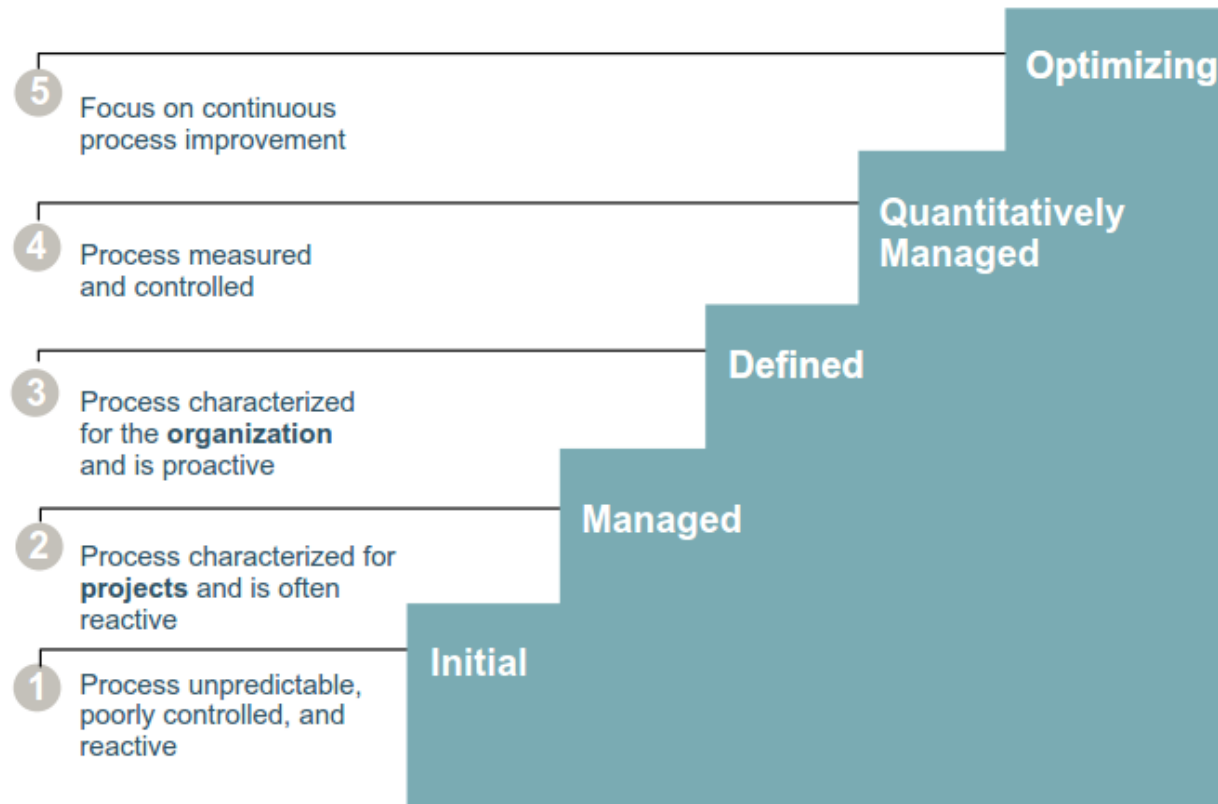 Optimizing
5
Focus on continuous
process improvement
Quantitatively
Managed
4
Process measured
and controlled
Defined
3
Process characterized
for the organization
and is proactive
Managed
2
Process characterized for
projects and is often
reactive
Initial
1
Process unpredictable,
poorly controlled, and
reactive